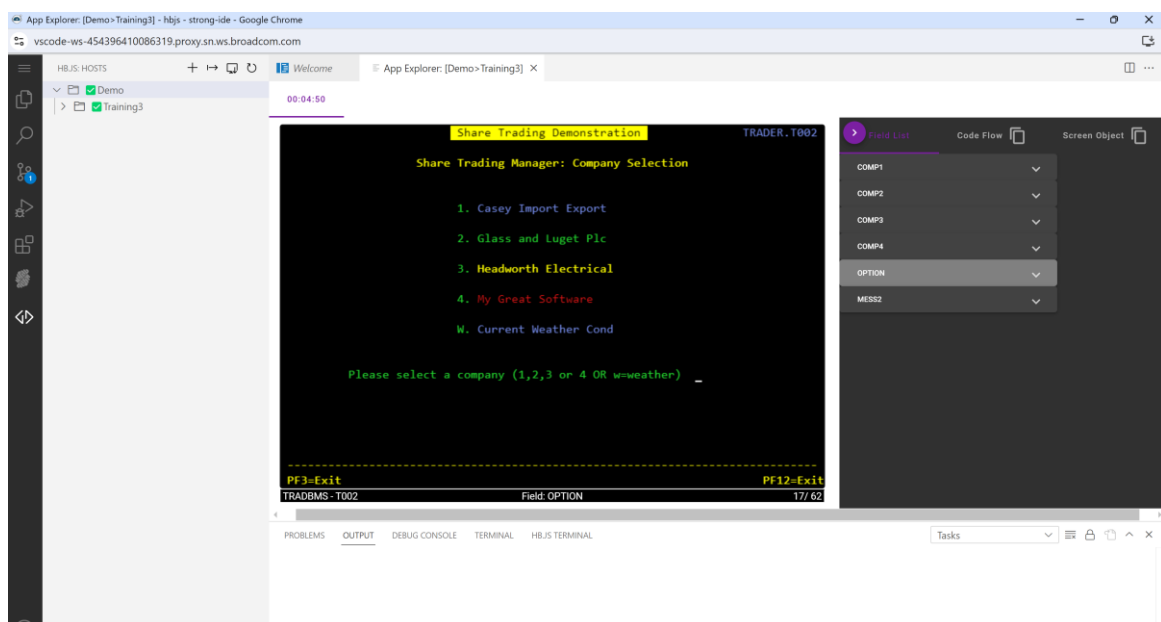 App Explorer: [Demo>Training3] - hbjs - strong-ide - Google Chrome
vscode-ws-454396410086319.proxy.sn.ws.broadcom.com
HBJS: HOSTS
Welcome
App Explorer: [Demo>Training3]
Demo
Training3
00:04:50
Share Trading Demonstration TRADER.T002
Share Trading Manager: Company Selection
1. Casey Import Export
2. Glass and Luget Plc
3. Headworth Electrical
4. My Great Software
W. Current Weather Cond
Please select a company (1,2,3 or 4 OR w=weather) _
PF3=Exit PF12=Exit
TRADBMS - T002 Field: OPTION 17/ 62
Field List Code Flow Screen Object
COMP1
COMP2
COMP3
COMP4
OPTION
MESS2
1
PROBLEMS OUTPUT DEBUG CONSOLE TERMINAL HBJS TERMINAL Tasks